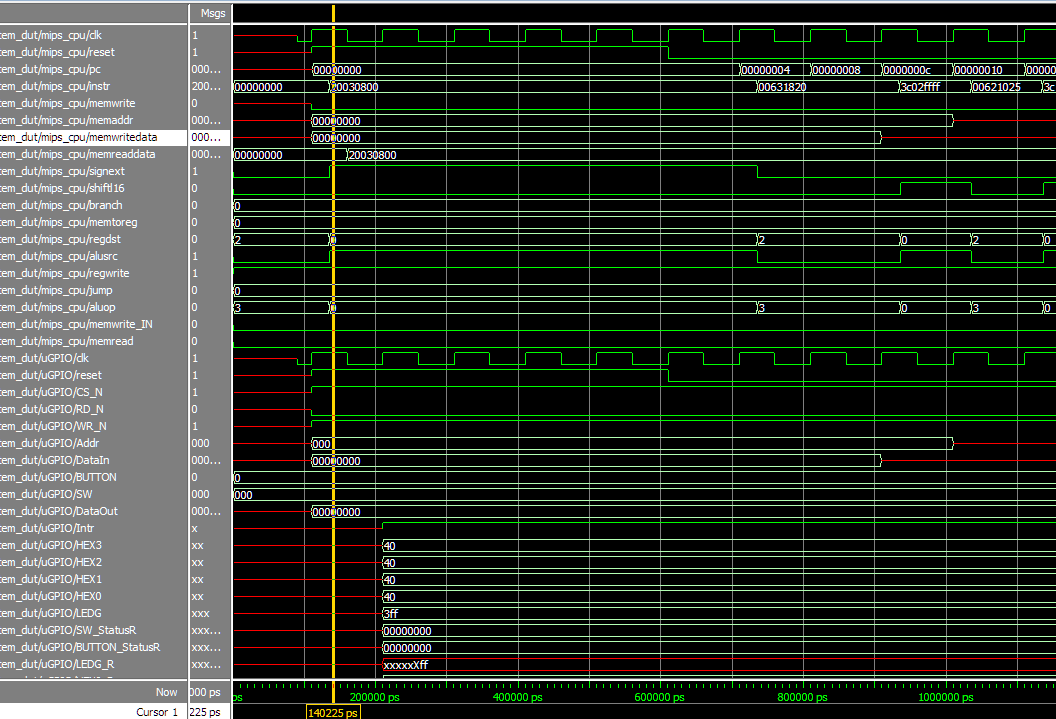 Msgs
tem_dut/mips_cpu/clk 1
tem_dut/mips_cpu/reset 1
tem_dut/mips_cpu/pc 000... 00000000 00000004 00000008 0000000c 00000010 00000
tem_dut/mips_cpu/instr 200... 00000000 20030800 00631820 3c02ffff 00621025 3c
tem_dut/mips_cpu/memwrite 0
tem_dut/mips_cpu/memaddr 000... 00000000
tem_dut/mips_cpu/memwritedata 000... 00000000
tem_dut/mips_cpu/memreaddata 000... 00000000 20030800
tem_dut/mips_cpu/signext 1
tem_dut/mips_cpu/shiftl16 0
tem_dut/mips_cpu/branch 0 0
tem_dut/mips_cpu/memtoreg 0 0
tem_dut/mips_cpu/regdst 0 2 0 2 0 2 0
tem_dut/mips_cpu/alusrc 1
tem_dut/mips_cpu/regwrite 1
tem_dut/mips_cpu/jump 0 0
tem_dut/mips_cpu/aluop 0 3 0 3 0 3 0
tem_dut/mips_cpu/memwrite_IN 0
tem_dut/mips_cpu/memread 0
tem_dut/uGPIO/clk 1
tem_dut/uGPIO/reset 1
tem_dut/uGPIO/CS_N 1
tem_dut/uGPIO/RD_N 0
tem_dut/uGPIO/WR_N 1
tem_dut/uGPIO/Addr 000 000
tem_dut/uGPIO/DataIn 000... 00000000
tem_dut/uGPIO/BUTTON 0 0
tem_dut/uGPIO/SW 000 000
tem_dut/uGPIO/DataOut 000... 00000000
tem_dut/uGPIO/Intr x
tem_dut/uGPIO/HEX3 xx 40
tem_dut/uGPIO/HEX2 xx 40
tem_dut/uGPIO/HEX1 xx 40
tem_dut/uGPIO/HEX0 xx 40
tem_dut/uGPIO/LEDG xxx 3ff
tem_dut/uGPIO/SW_StatusR xxx... 00000000
tem_dut/uGPIO/BUTTON_StatusR xxx... 00000000
tem_dut/uGPIO/LEDG_R xxx... xxxxxXff
Now 000 ps ps 200000 ps 400000 ps 600000 ps 800000 ps 1000000 ps
Cursor 1 225 ps 140225 ps